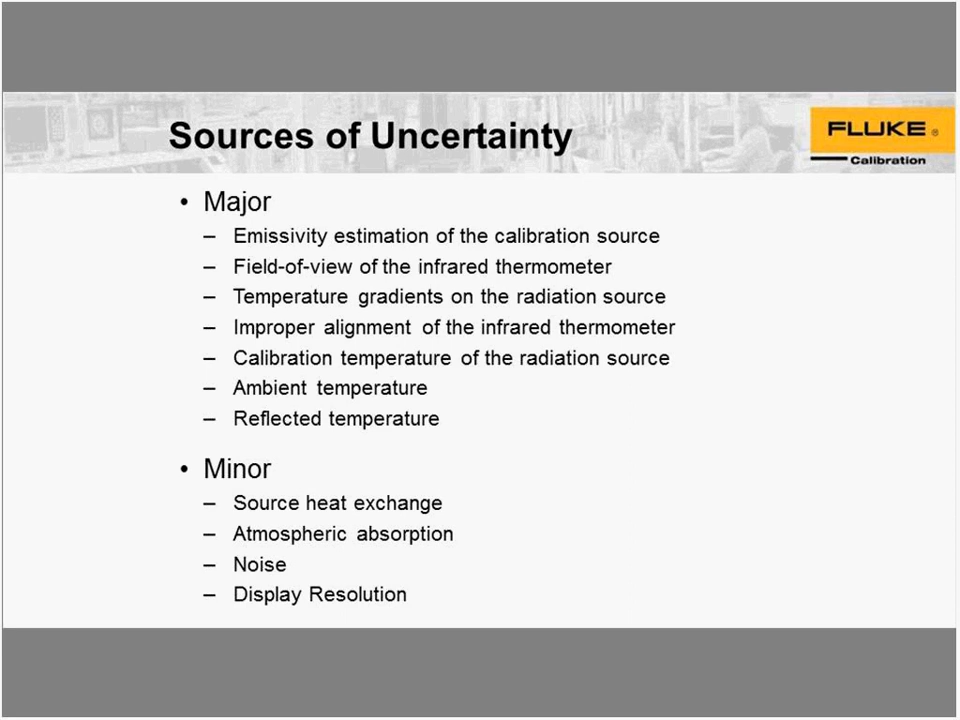 Sources of Uncertainty
FLUKE ®
Calibration
• Major
– Emissivity estimation of the calibration source
– Field-of-view of the infrared thermometer
– Temperature gradients on the radiation source
– Improper alignment of the infrared thermometer
– Calibration temperature of the radiation source
– Ambient temperature
– Reflected temperature
• Minor
– Source heat exchange
– Atmospheric absorption
– Noise
– Display Resolution